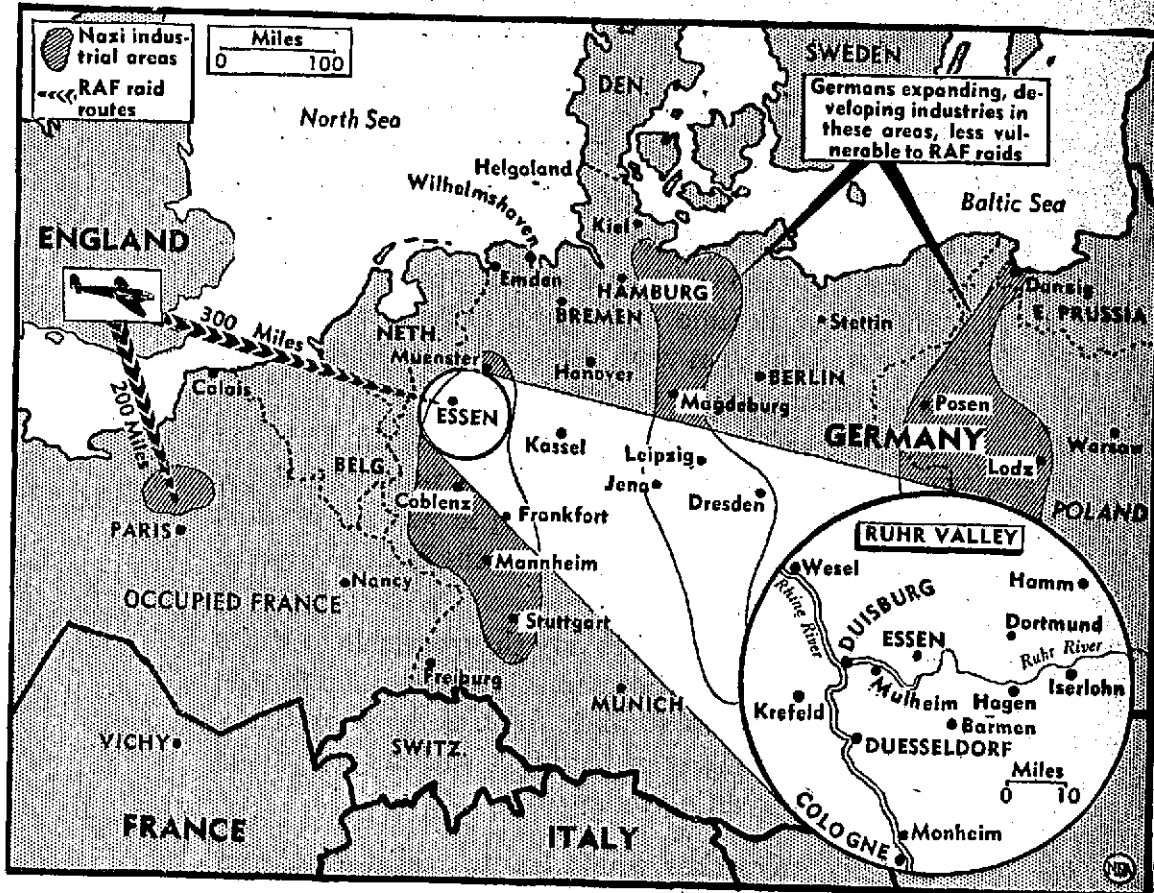 Nazi indus-
trial areas
RAF raid
routes
Miles
0 100
North Sea
SWEDEN
DEN.
Germans expanding, de-
veloping industries in
these areas, less vul-
nerable to RAF raids
Helgoland
Wilhelmshaven
Kiel
Baltic Sea
ENGLAND
Emden
HAMBURG
Danzig
BREMEN
E. PRUSSIA
Stettin
300 Miles
NETH.
Muenster
Hanover
BERLIN
Calais
200 Miles
ESSEN
Magdeburg
Posen
GERMANY
Warsaw
Kassel
Leipzig
Lodz
BELG.
Jena
Coblenz
Dresden
Frankfort
POLAND
PARIS
Mannheim
Nancy
OCCUPIED FRANCE
Stuttgart
Freiburg
MUNICH
VICHY
SWITZ.
FRANCE
ITALY
RUHR VALLEY
Wesel
Hamm
Rhine River
DUISBURG
Dortmund
ESSEN
Ruhr River
Mulheim
Hagen
Iserlohn
Krefeld
Barmen
DUESSELDORF
Miles
0 10
COLOGNE
Monheim
NEA